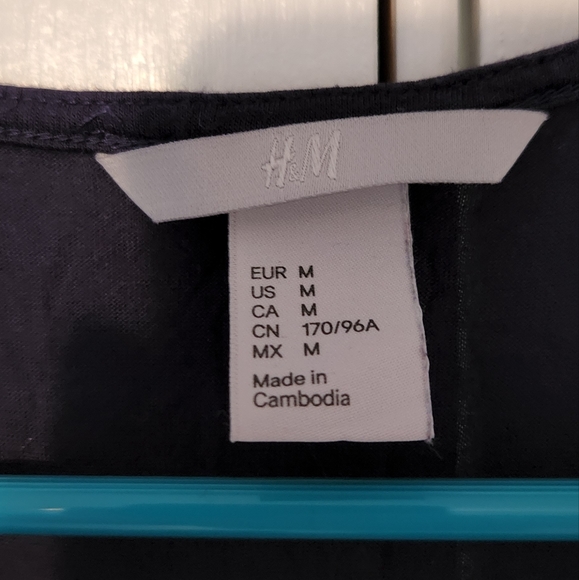 H&M
EUR M
US M
CA M
CN 170/96A
MX M
Made in
Cambodia